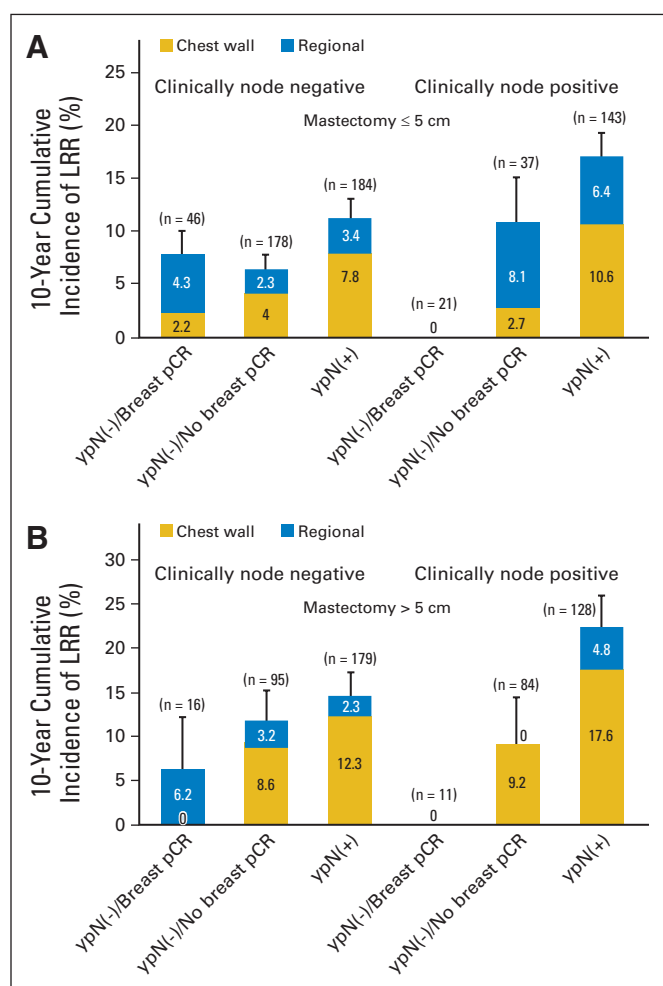 A
Chest wall Regional
10-Year Cumulative
Incidence of LRR (%)
25
20
15
10
5
0
Clinically node negative Clinically node positive
Mastectomy ≤ 5 cm
(n = 46)
4.3
2.2
(n = 178)
2.3
4
(n = 184)
3.4
7.8
(n = 21)
0
(n = 37)
8.1
2.7
(n = 143)
6.4
10.6
ypN(-)/Breast pCR
ypN(-)/No breast pCR
ypN(+)
ypN(-)/Breast pCR
ypN(-)/No breast pCR
ypN(+)
B
Chest wall Regional
10-Year Cumulative
Incidence of LRR (%)
30
25
20
15
10
5
0
Clinically node negative Clinically node positive
Mastectomy > 5 cm
(n = 16)
6.2
0
(n = 95)
3.2
8.6
(n = 179)
2.3
12.3
(n = 11)
0
(n = 84)
0
9.2
(n = 128)
4.8
17.6
ypN(-)/Breast pCR
ypN(-)/No breast pCR
ypN(+)
ypN(-)/Breast pCR
ypN(-)/No breast pCR
ypN(+)